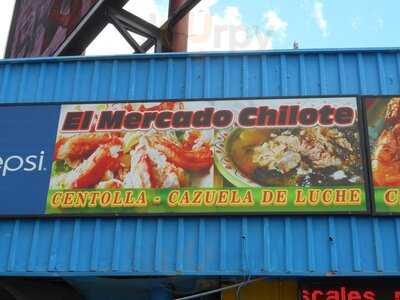 El Mercado Chilote
epsi.
CENTOLLA - CAZUELA DE LUCHE
C
scales